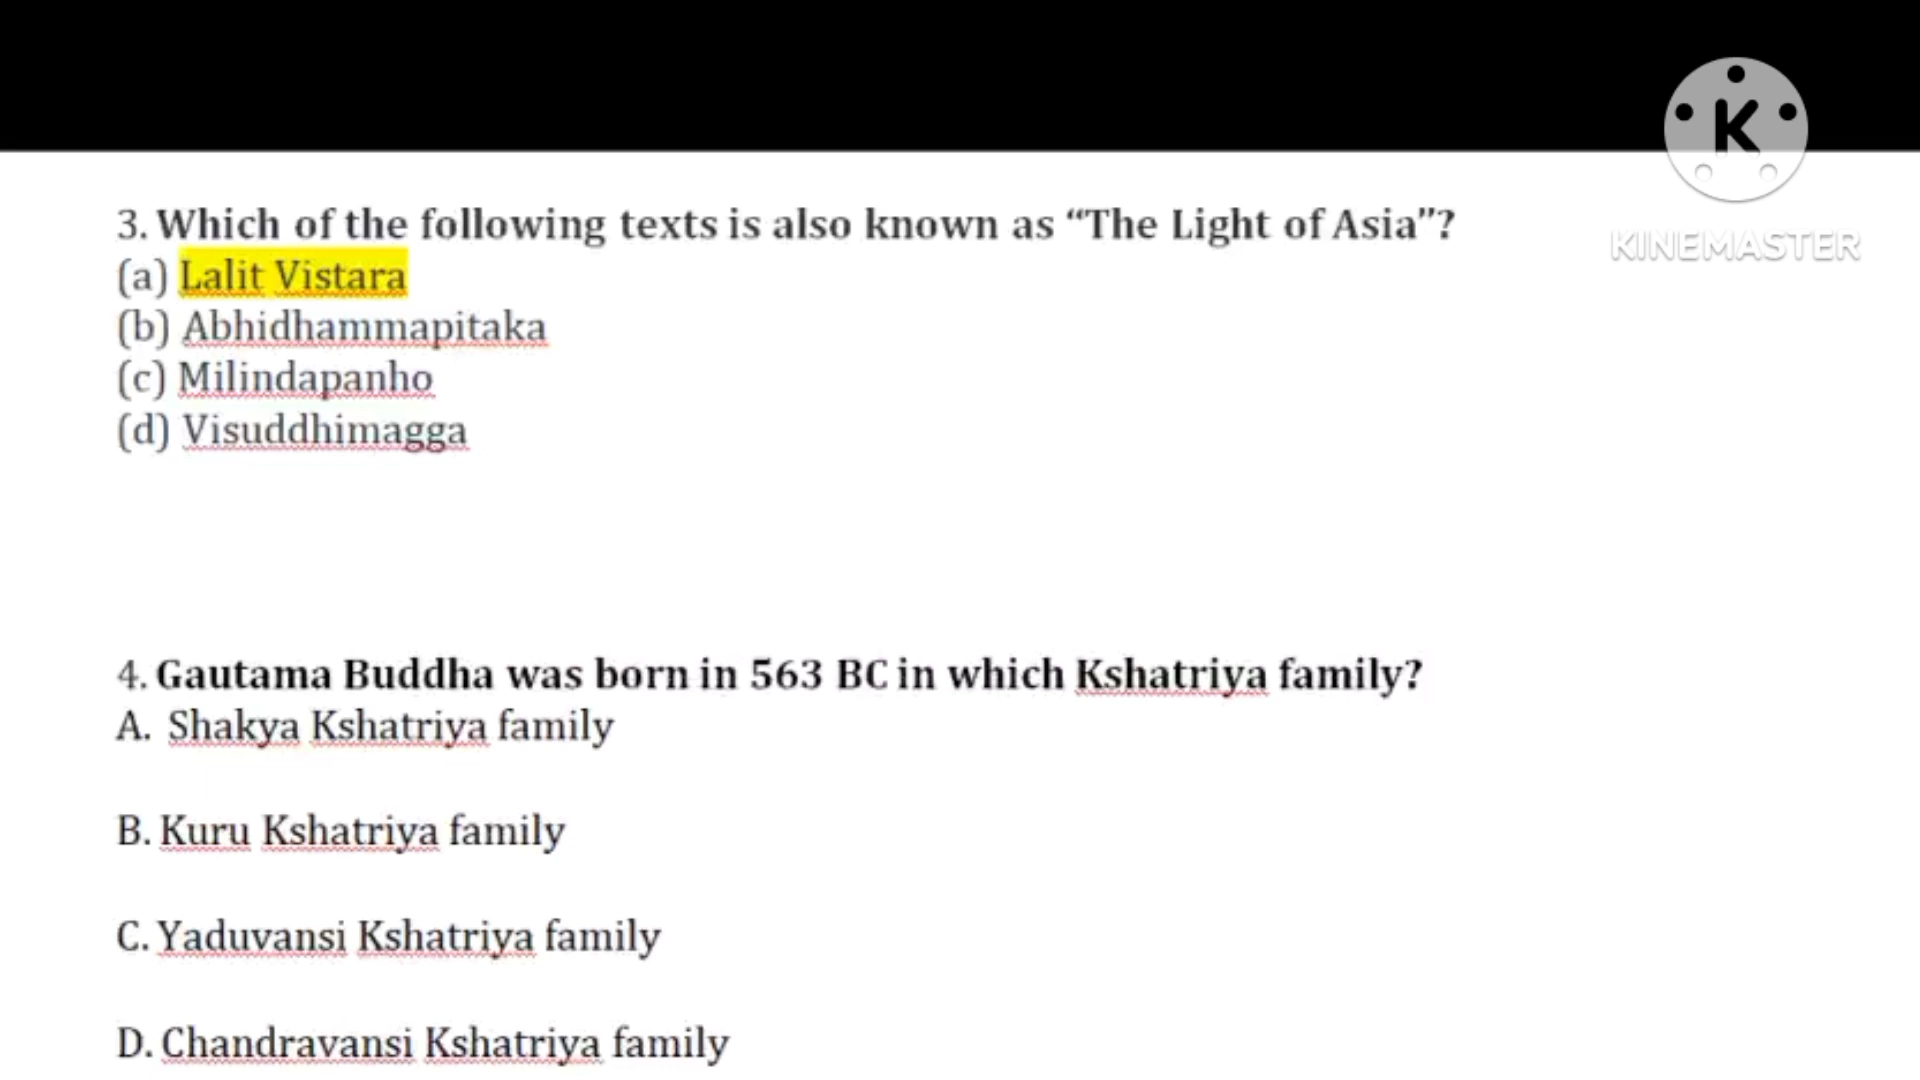 K
KINEMASTER
3. Which of the following texts is also known as “The Light of Asia”?
(a) Lalit Vistara
(b) Abhidhammapitaka
(c) Milindapanho
(d) Visuddhimagga
4. Gautama Buddha was born in 563 BC in which Kshatriya family?
A. Shakya Kshatriya family
B. Kuru Kshatriya family
C. Yaduvansi Kshatriya family
D. Chandravansi Kshatriya family